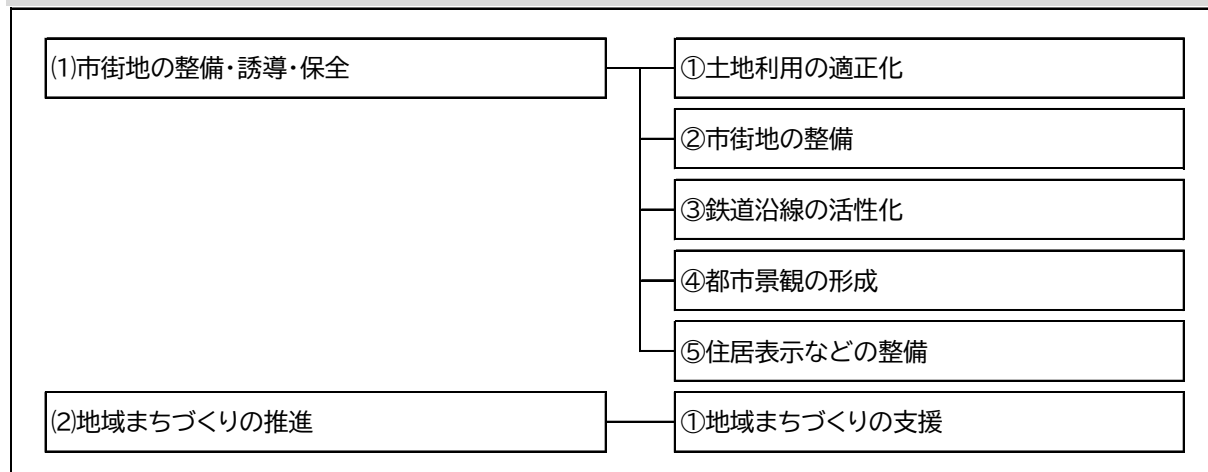 ⑴市街地の整備・誘導・保全
①土地利用の適正化
②市街地の整備
③鉄道沿線の活性化
④都市景観の形成
⑤住居表示などの整備
⑵地域まちづくりの推進
①地域まちづくりの支援